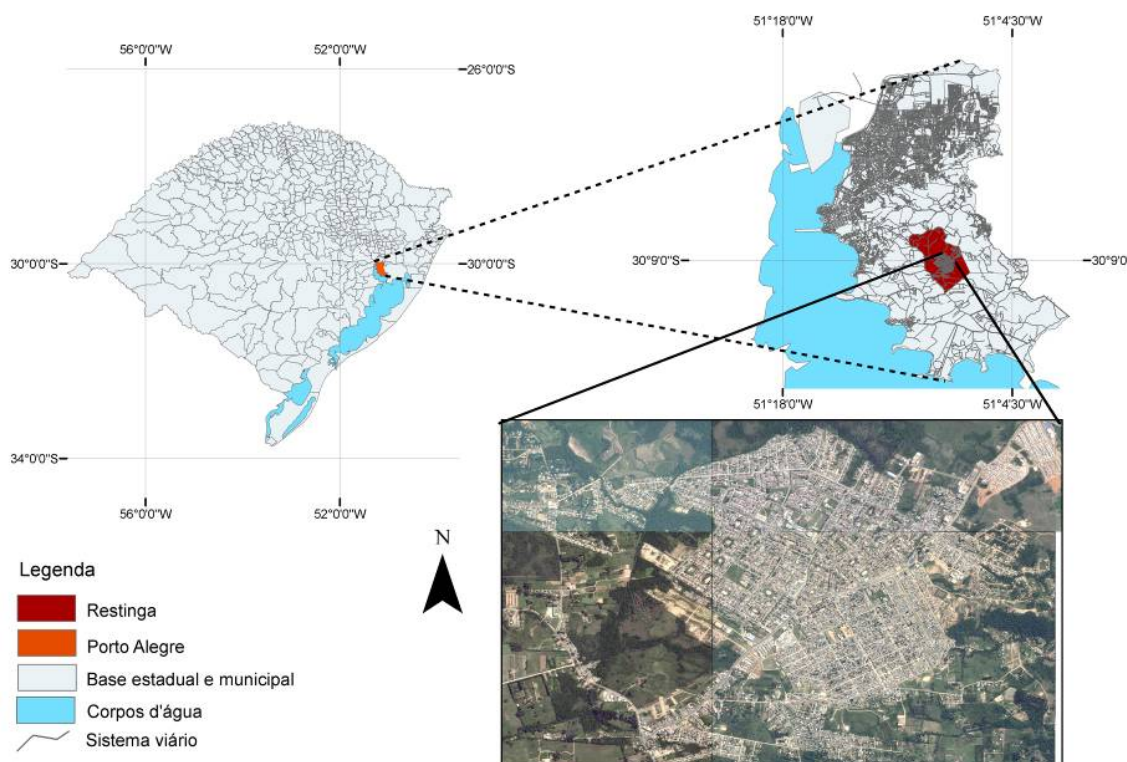 56°0'0"W
52°0'0"W
26°0'0"S
30°0'0"S
30°0'0"S
34°0'0"S
56°0'0"W
52°0'0"W
51°18'0"W
51°4'30"W
30°9'0"S
30°9'0"
51°18'0"W
51°4'30"W
N
Legenda
Restinga
Porto Alegre
Base estadual e municipal
Corpos d'água
Sistema viário